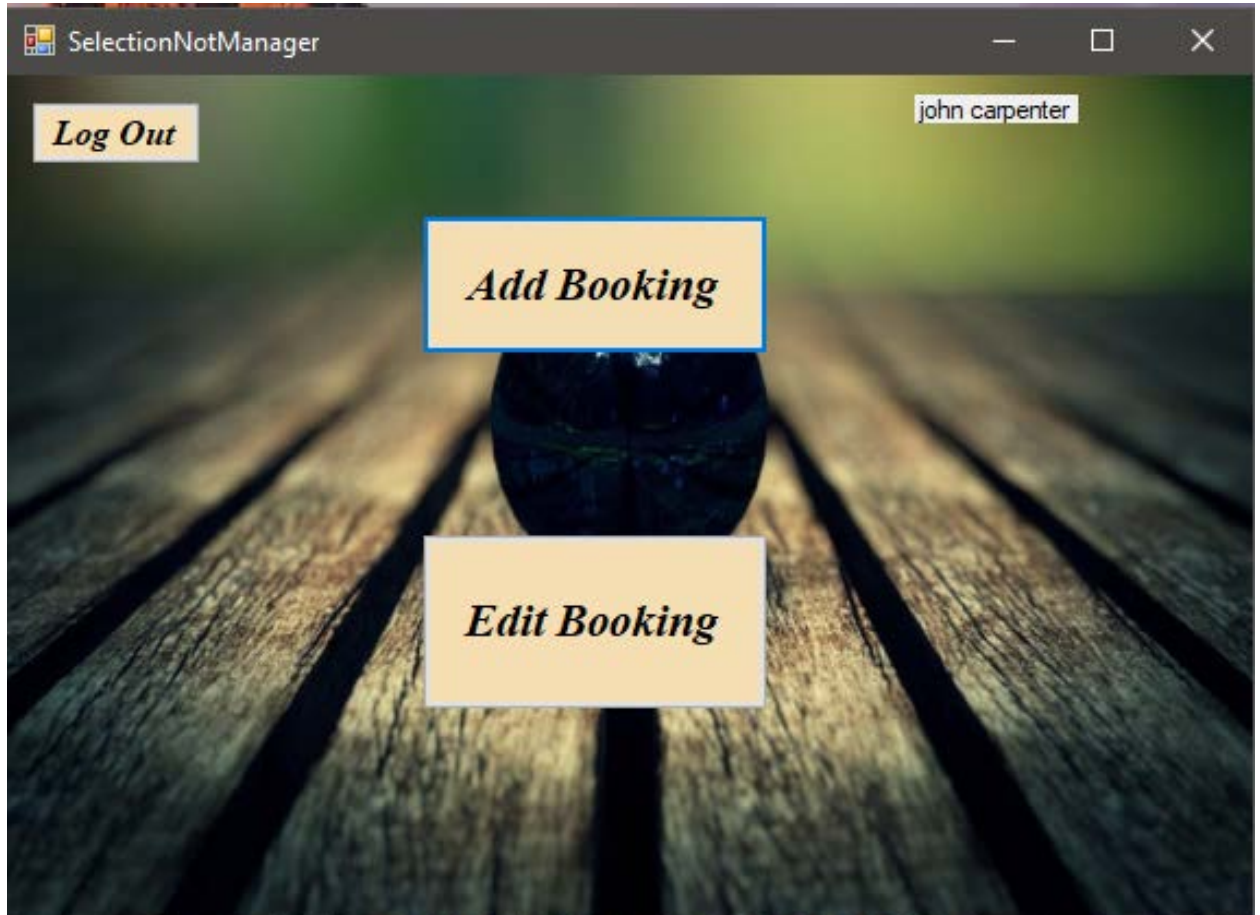 SelectionNotManager
Log Out
john carpenter
Add Booking
Edit Booking